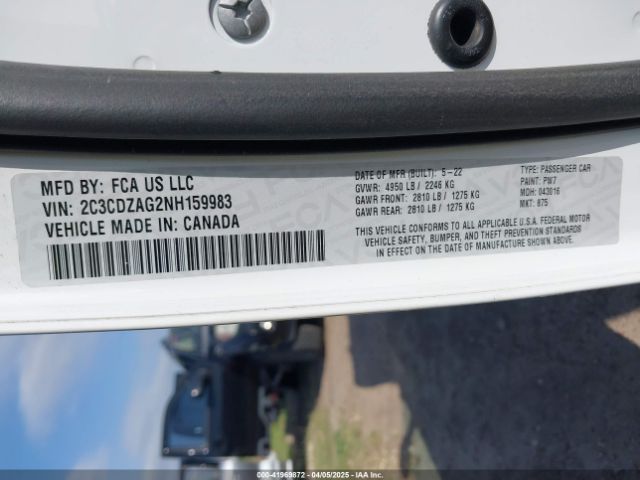 MFD BY: FCA US LLC
VIN: 2C3CDZAG2NH159983
VEHICLE MADE IN: CANADA
DATE OF MFR (BUILT): 5-22
GVWR: 4950 LB / 2246 KG
GAWR FRONT: 2810 LB / 1275 KG
GAWR REAR: 2810 LB / 1275 KG
TYPE: PASSENGER CAR
PAINT: PW7
MDH: 043016
MKT: 675
THIS VEHICLE CONFORMS TO ALL APPLICABLE U.S.A. FEDERAL MOTOR
VEHICLE SAFETY, BUMPER, AND THEFT PREVENTION STANDARDS
IN EFFECT ON THE DATE OF MANUFACTURE SHOWN ABOVE.
© 41969872 - 04/05/2025 - COPART